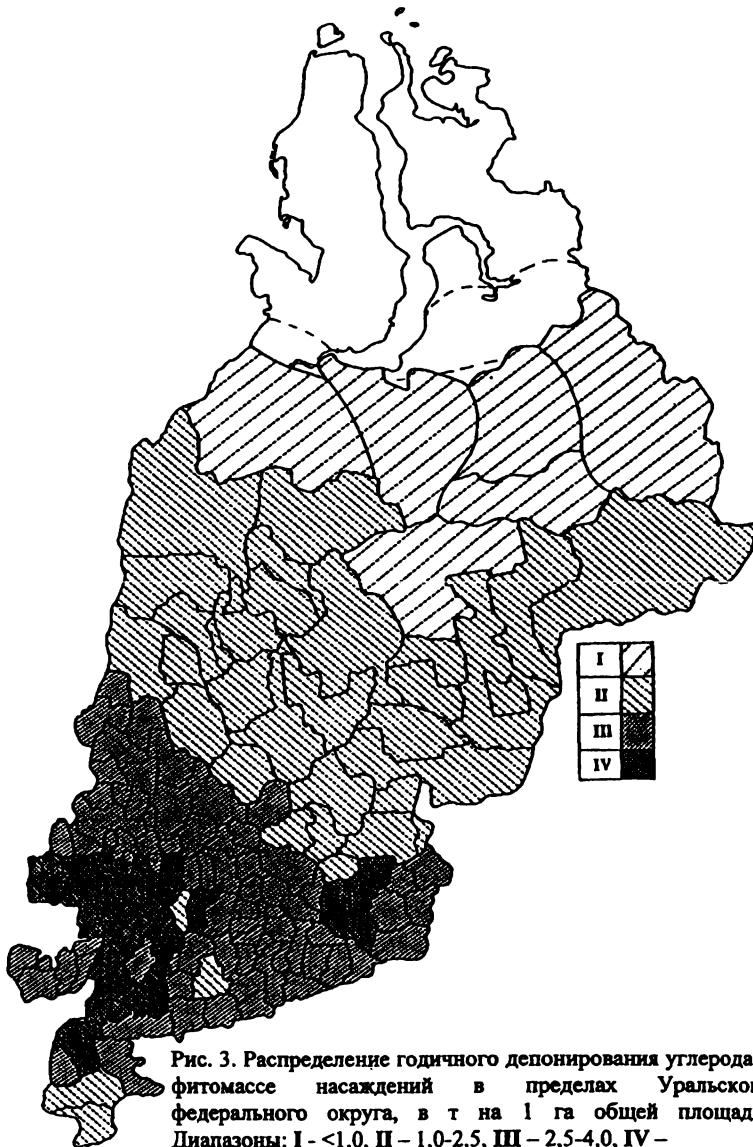 I
II
III
IV
Рис. 3. Распределение годичного депонирования углерода
фитомассе насаждений в пределах Уральског
федерального округа, в т на 1 га общей площад
Диапазоны: I - <1,0, II – 1,0-2,5, III – 2,5-4,0, IV –